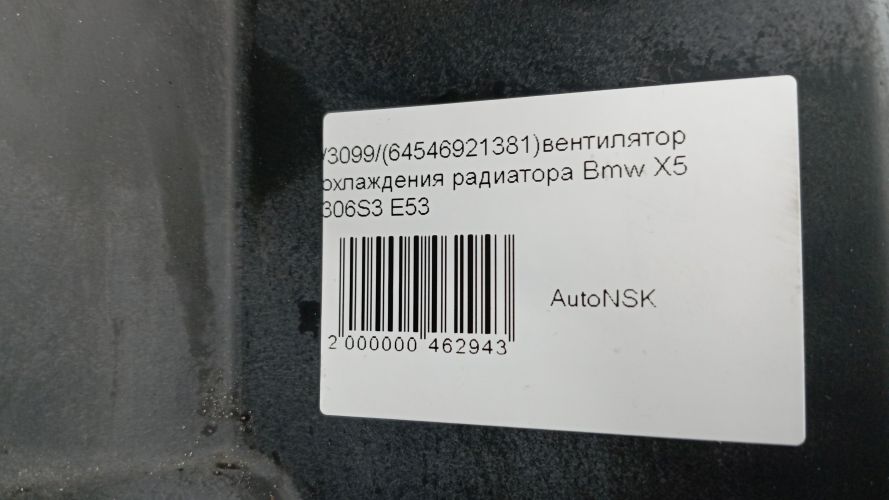 /3099/(64546921381)вентилятор
охлаждения радиатора Bmw X5
306S3 E53
AutoNSK
2 000000 462943